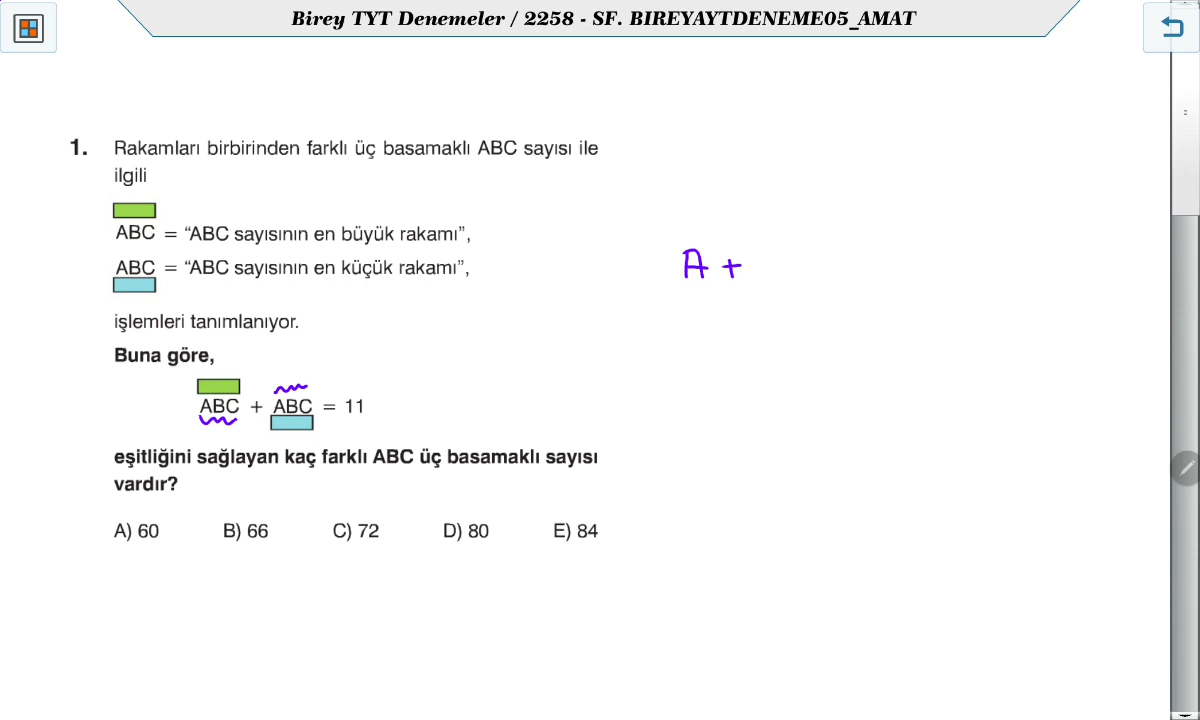 Birey TYT Denemeler / 2258 - SF. BIREYAYTDENEME05_AMAT
1. Rakamları birbirinden farklı üç basamaklı ABC sayısı ile
ilgili
ABC = “ABC sayısının en büyük rakamı”,
ABC = “ABC sayısının en küçük rakamı”,
A +
işlemleri tanımlanıyor.
Buna göre,
ABC + ABC = 11
eşitliğini sağlayan kaç farklı ABC üç basamaklı sayısı
vardır?
A) 60 B) 66 C) 72 D) 80 E) 84